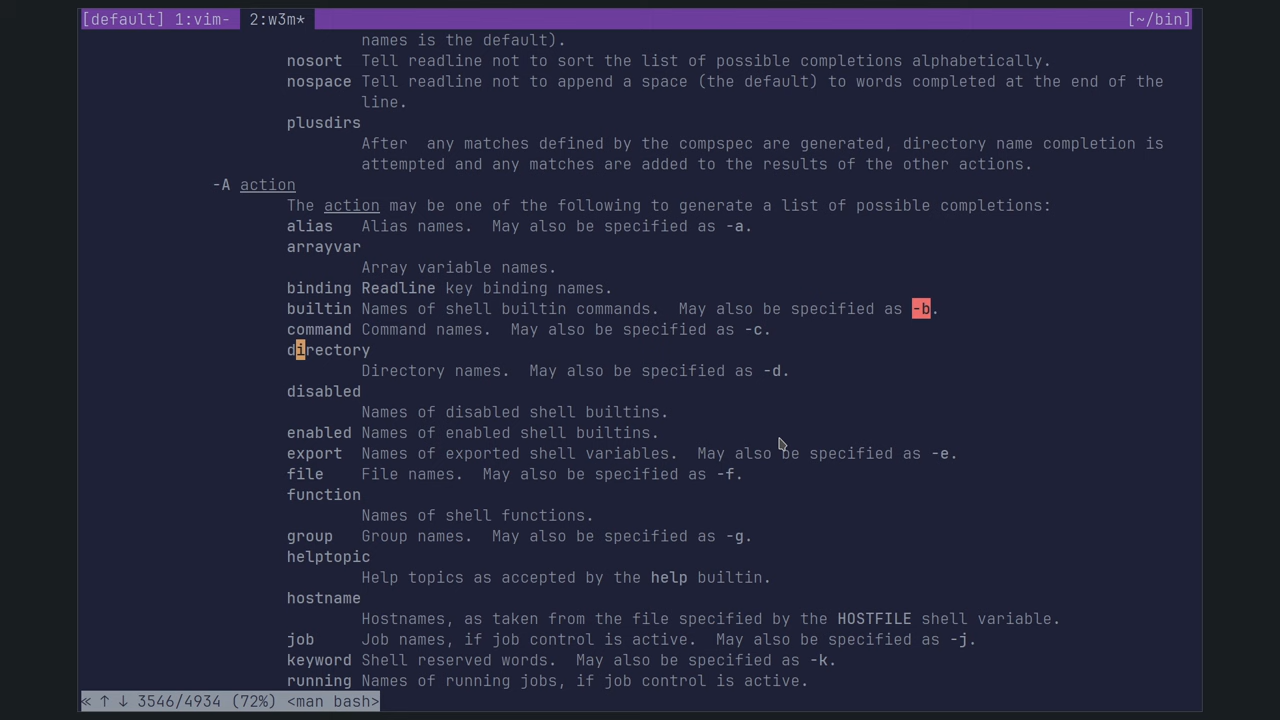 [default] 1:vim- 2:w3m* [~/bin]
names is the default).
nosort Tell readline not to sort the list of possible completions alphabetically.
nospace Tell readline not to append a space (the default) to words completed at the end of the
line.
plusdirs
After any matches defined by the compspec are generated, directory name completion is
attempted and any matches are added to the results of the other actions.
-A action
The action may be one of the following to generate a list of possible completions:
alias Alias names. May also be specified as -a.
arrayvar
Array variable names.
binding Readline key binding names.
builtin Names of shell builtin commands. May also be specified as -b.
command Command names. May also be specified as -c.
directory
Directory names. May also be specified as -d.
disabled
Names of disabled shell builtins.
enabled Names of enabled shell builtins.
export Names of exported shell variables. May also be specified as -e.
file File names. May also be specified as -f.
function
Names of shell functions.
group Group names. May also be specified as -g.
helptopic
Help topics as accepted by the help builtin.
hostname
Hostnames, as taken from the file specified by the HOSTFILE shell variable.
job Job names, if job control is active. May also be specified as -j.
keyword Shell reserved words. May also be specified as -k.
running Names of running jobs, if job control is active.
« ↑ ↓ 3546/4934 (72%) <man bash>